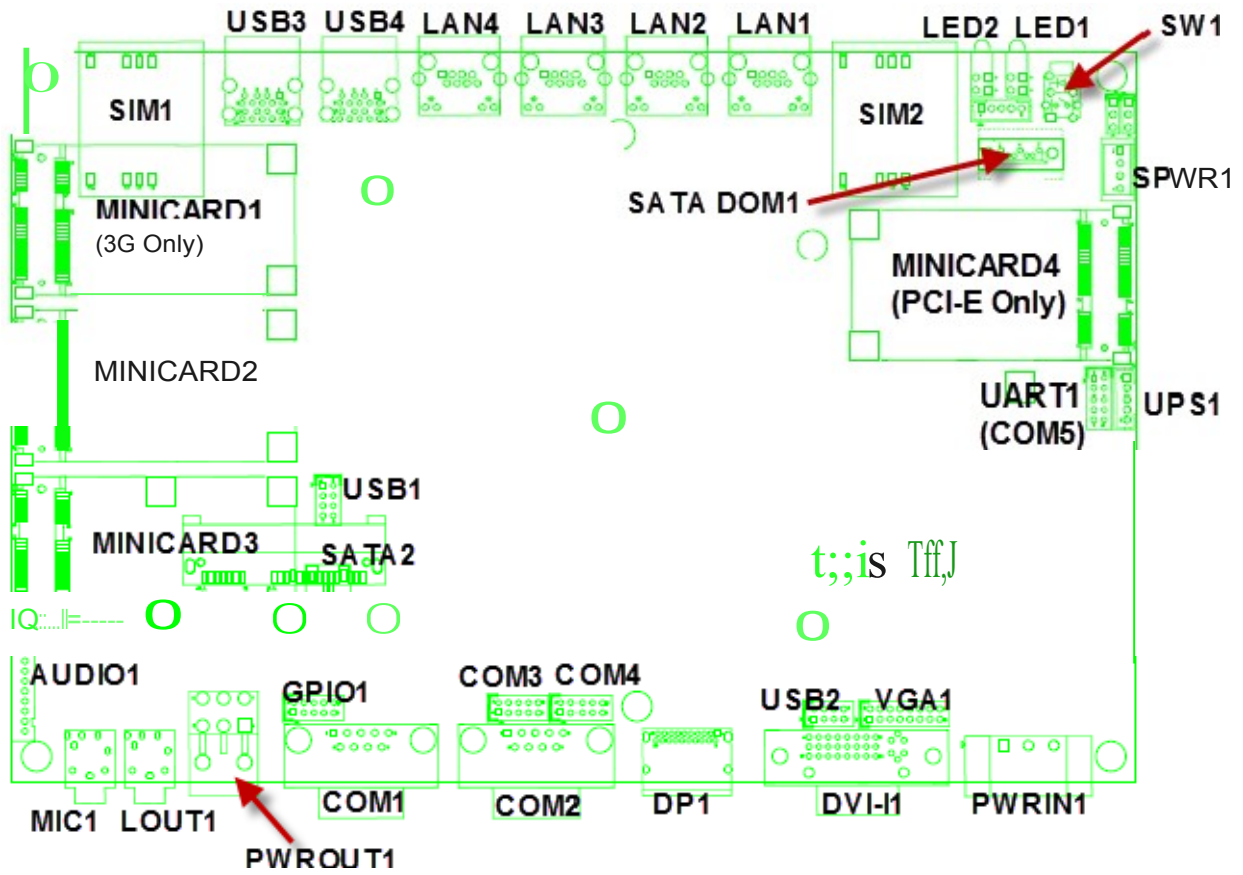 USB3 USB4 LAN4 LAN3 LAN2 LAN1 LED2 LED1 SW1
SIM1
SIM2
SATA DOM1
SPWR1
MINICARD1
(3G Only)
MINICARD4
(PCI-E Only)
MINICARD2
UART1
(COM5)
UPS1
USB1
MINICARD3
SATA2
t;;is Tff,J
AUDIO1
GPIO1
COM3 COM4
USB2 VGA1
MIC1 LOUT1
COM1
COM2
DP1
DVI-I1
PWRIN1
PWROUT1